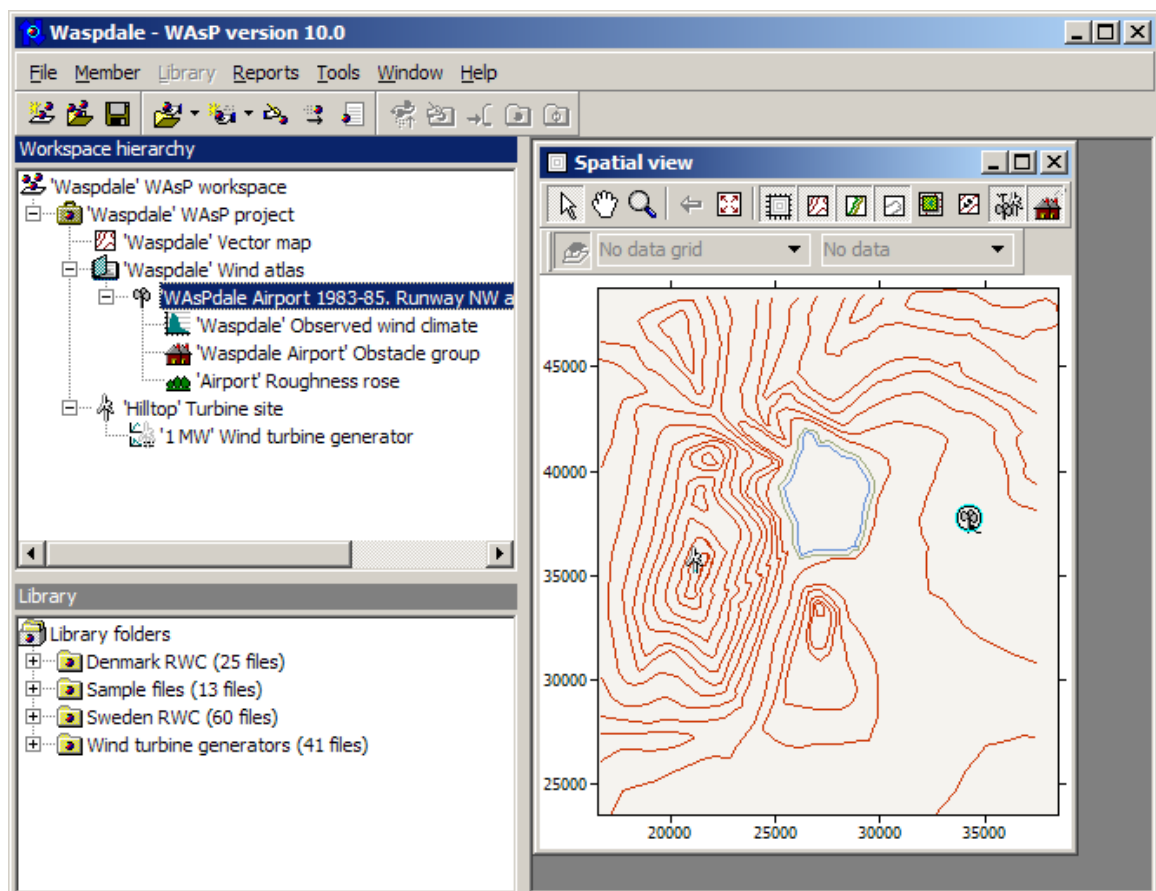 Waspdale - WAsP version 10.0
File Member Library Reports Tools Window Help
Workspace hierarchy
'Waspdale' WAsP workspace
'Waspdale' WAsP project
'Waspdale' Vector map
'Waspdale' Wind atlas
'WAsPdale Airport 1983-85. Runway NW a
'Waspdale' Observed wind climate
'Waspdale Airport' Obstacle group
'Airport' Roughness rose
'Hilltop' Turbine site
'1 MW' Wind turbine generator
Library
Library folders
Denmark RWC (25 files)
Sample files (13 files)
Sweden RWC (60 files)
Wind turbine generators (41 files)
Spatial view
No data grid No data
45000
40000
35000
30000
25000
20000 25000 30000 35000